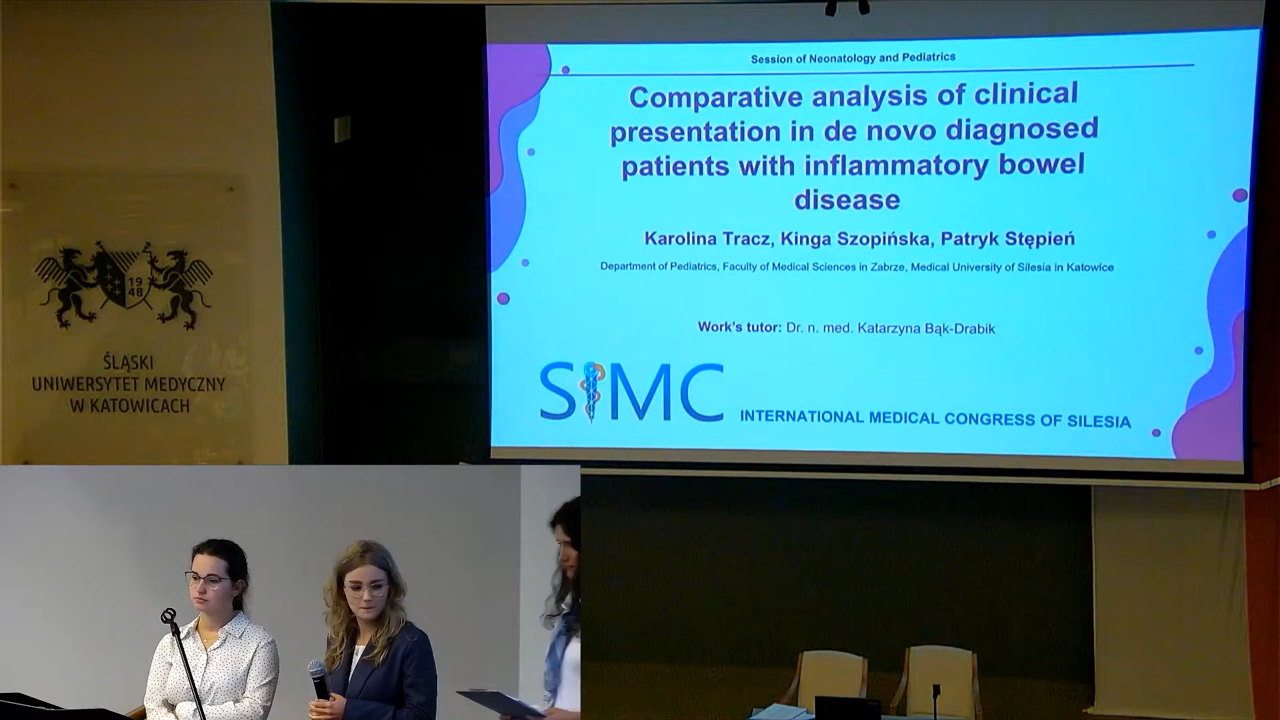 Session of Neonatology and Pediatrics
Comparative analysis of clinical
presentation in de novo diagnosed
patients with inflammatory bowel
disease
Karolina Tracz, Kinga Szopińska, Patryk Stępień
Department of Pediatrics, Faculty of Medical Sciences in Zabrze, Medical University of Silesia in Katowice
Work's tutor: Dr. n. med. Katarzyna Bąk-Drabik
SIMC INTERNATIONAL MEDICAL CONGRESS OF SILESIA
19
48
ŚLĄSKI
UNIWERSYTET MEDYCZNY
W KATOWICACH